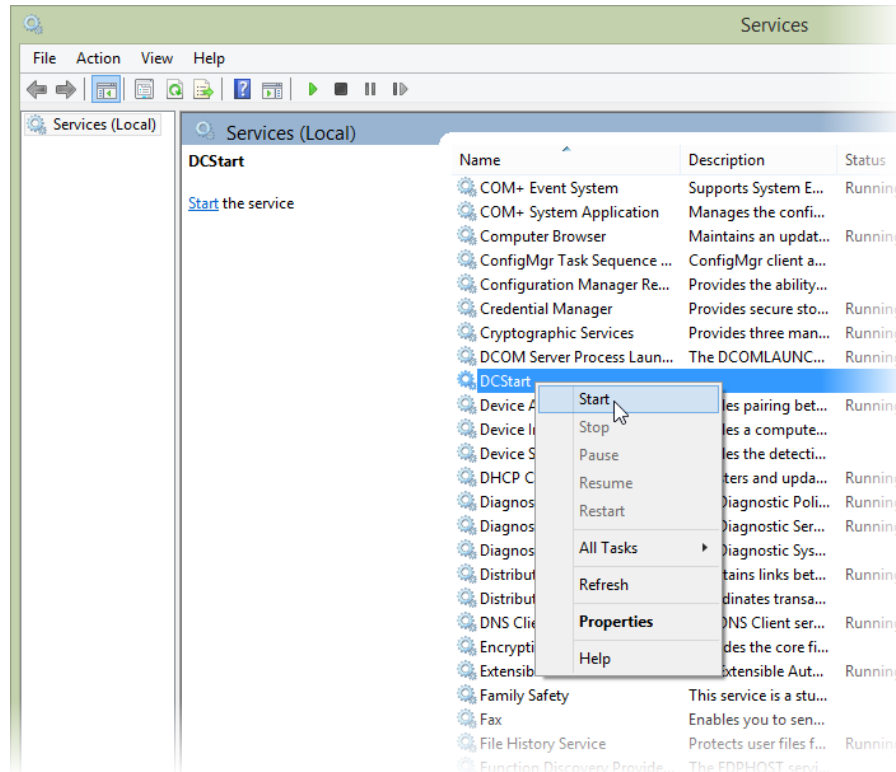 Services
File Action View Help
Services (Local)
Services (Local)
DCStart
Start the service
Name Description Status
COM+ Event System Supports System E... Running
COM+ System Application Manages the confi...
Computer Browser Maintains an updat... Running
ConfigMgr Task Sequence ... ConfigMgr client a...
Configuration Manager Re... Provides the ability...
Credential Manager Provides secure sto... Running
Cryptographic Services Provides three man... Running
DCOM Server Process Laun... The DCOMLAUNC... Running
DCStart
Device A les pairing bet... Running
Device I les a compute...
Device S les the detecti...
DHCP C ters and upda... Running
Diagnos Diagnostic Poli... Running
Diagnos Diagnostic Ser... Running
Diagnos Diagnostic Sys...
Distribut tains links bet... Running
Distribut dinates transa...
DNS Clie DNS Client ser... Running
Encrypti des the core fi...
Extensib Extensible Aut... Running
Family Safety This service is a stu...
Fax Enables you to sen...
File History Service Protects user files f... Running
Function Discovery Provide... The FDPHOST servi...
Start
Stop
Pause
Resume
Restart
All Tasks
Refresh
Properties
Help